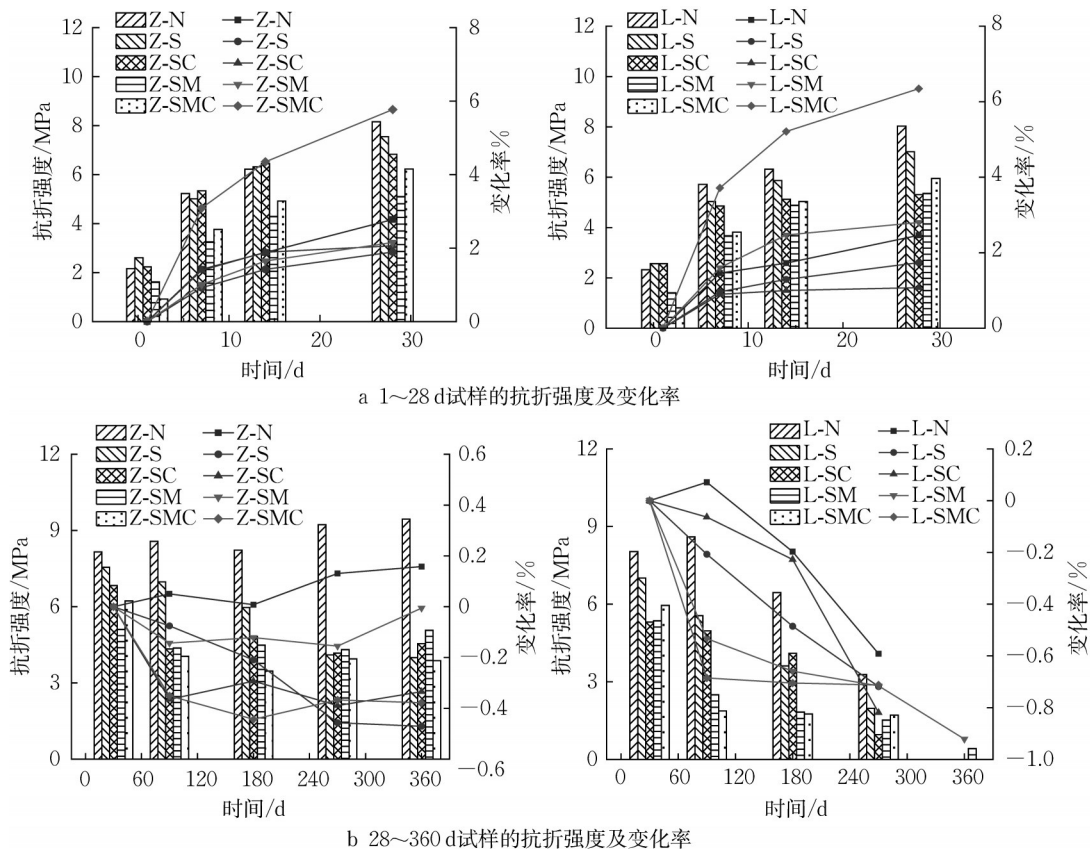 12
10
8
6
4
2
0
抗折强度/MPa
Z-N Z-N
Z-S Z-S
Z-SC Z-SC
Z-SM Z-SM
Z-SMC Z-SMC
8
6
4
2
0
变化率%
0 10 20 30
时间/d
12
10
8
6
4
2
0
抗折强度/MPa
L-N L-N
L-S L-S
L-SC L-SC
L-SM L-SM
L-SMC L-SMC
8
6
4
2
0
变化率/%
0 10 20 30
时间/d
a 1～28 d试样的抗折强度及变化率
12
9
6
3
0
抗折强度/MPa
Z-N Z-N
Z-S Z-S
Z-SC Z-SC
Z-SM Z-SM
Z-SMC Z-SMC
0.6
0.4
0.2
0
−0.2
−0.4
−0.6
变化率/%
0 60 120 180 240 300 360
时间/d
12
9
6
3
0
抗折强度/MPa
L-N L-N
L-S L-S
L-SC L-SC
L-SM L-SM
L-SMC L-SMC
0.2
0
−0.2
−0.4
−0.6
−0.8
−1.0
变化率/%
0 60 120 180 240 300 360
时间/d
b 28～360 d试样的抗折强度及变化率